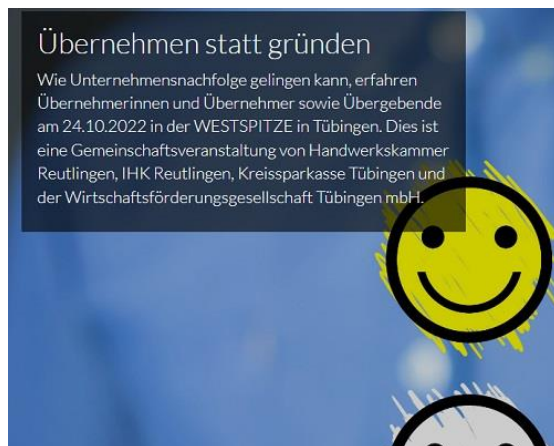 Übernehmen statt gründen
Wie Unternehmensnachfolge gelingen kann, erfahren
Übernehmerinnen und Übernehmer sowie Übergebende
am 24.10.2022 in der WESTSPITZE in Tübingen. Dies ist
eine Gemeinschaftsveranstaltung von Handwerkskammer
Reutlingen, IHK Reutlingen, Kreissparkasse Tübingen und
der Wirtschaftsförderungsgesellschaft Tübingen mbH.